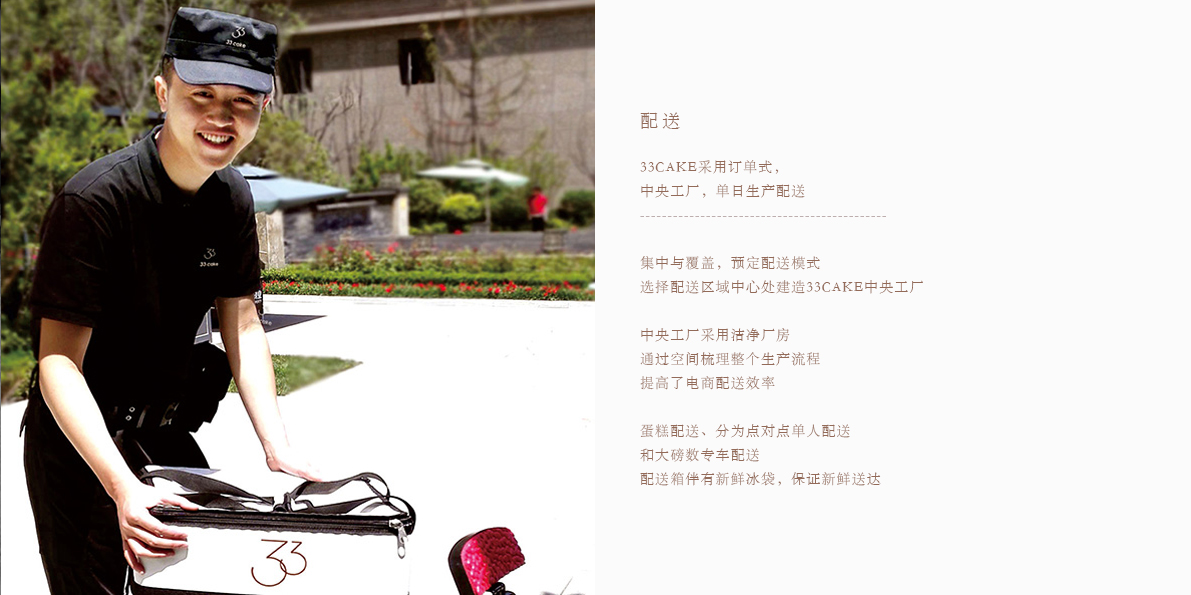 33
33 cake
33
33 cake
33
配送
33CAKE采用订单式，
中央工厂，单日生产配送
集中与覆盖，预定配送模式
选择配送区域中心处建造33CAKE中央工厂
中央工厂采用洁净厂房
通过空间梳理整个生产流程
提高了电商配送效率
蛋糕配送、分为点对点单人配送
和大磅数专车配送
配送箱伴有新鲜冰袋，保证新鲜送达